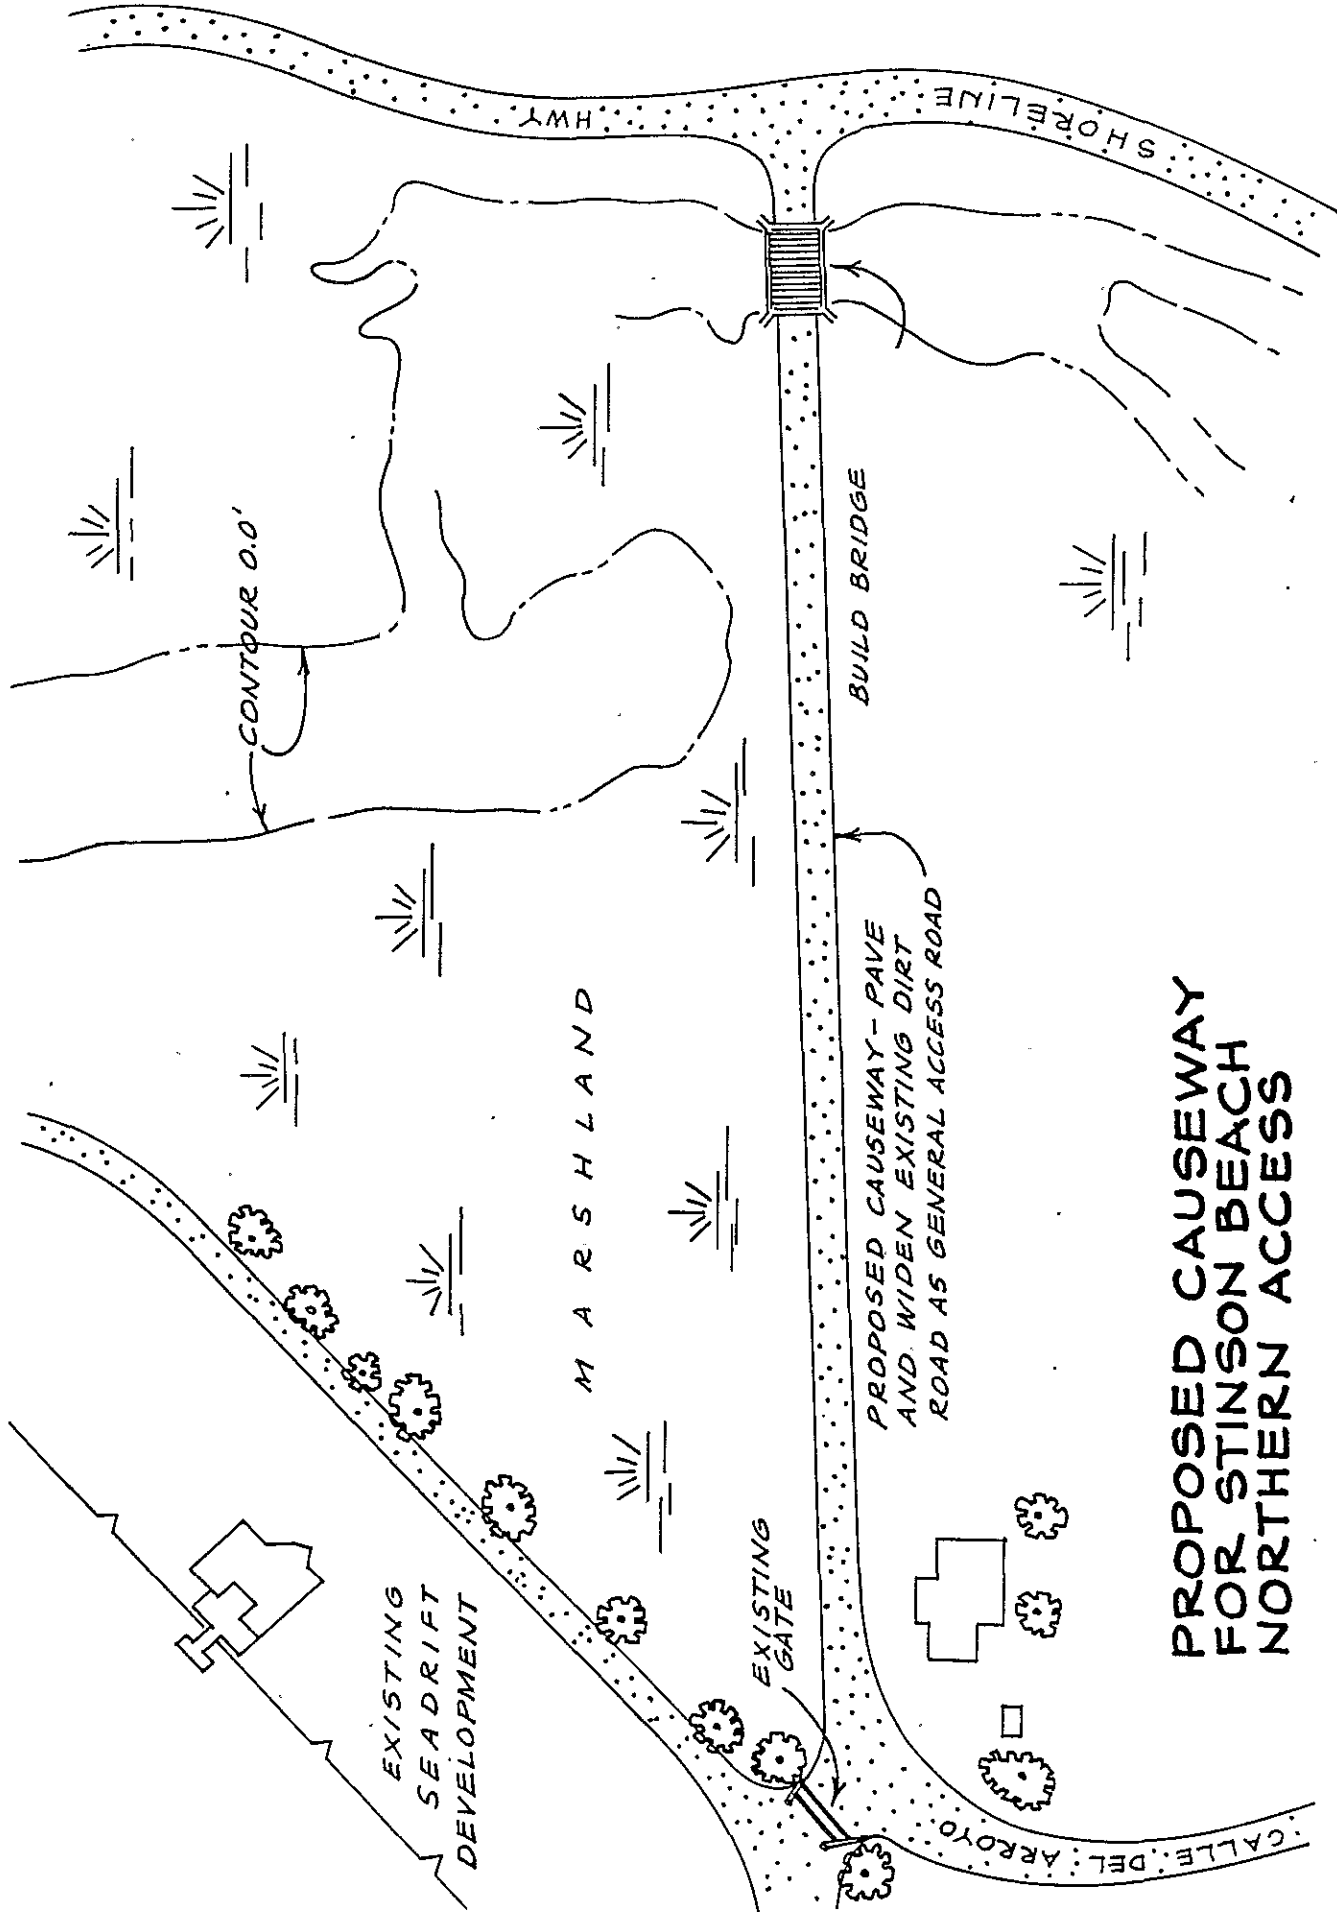 SHORELINE
HWY
CONTOUR 0.0'
BUILD BRIDGE
MARSHLAND
PROPOSED CAUSEWAY - PAVE
AND WIDEN EXISTING DIRT
ROAD AS GENERAL ACCESS ROAD
EXISTING
GATE
EXISTING
SEADRIFT
DEVELOPMENT
CALLE DEL ARROYO
PROPOSED CAUSEWAY
FOR STINSON BEACH
NORTHERN ACCESS